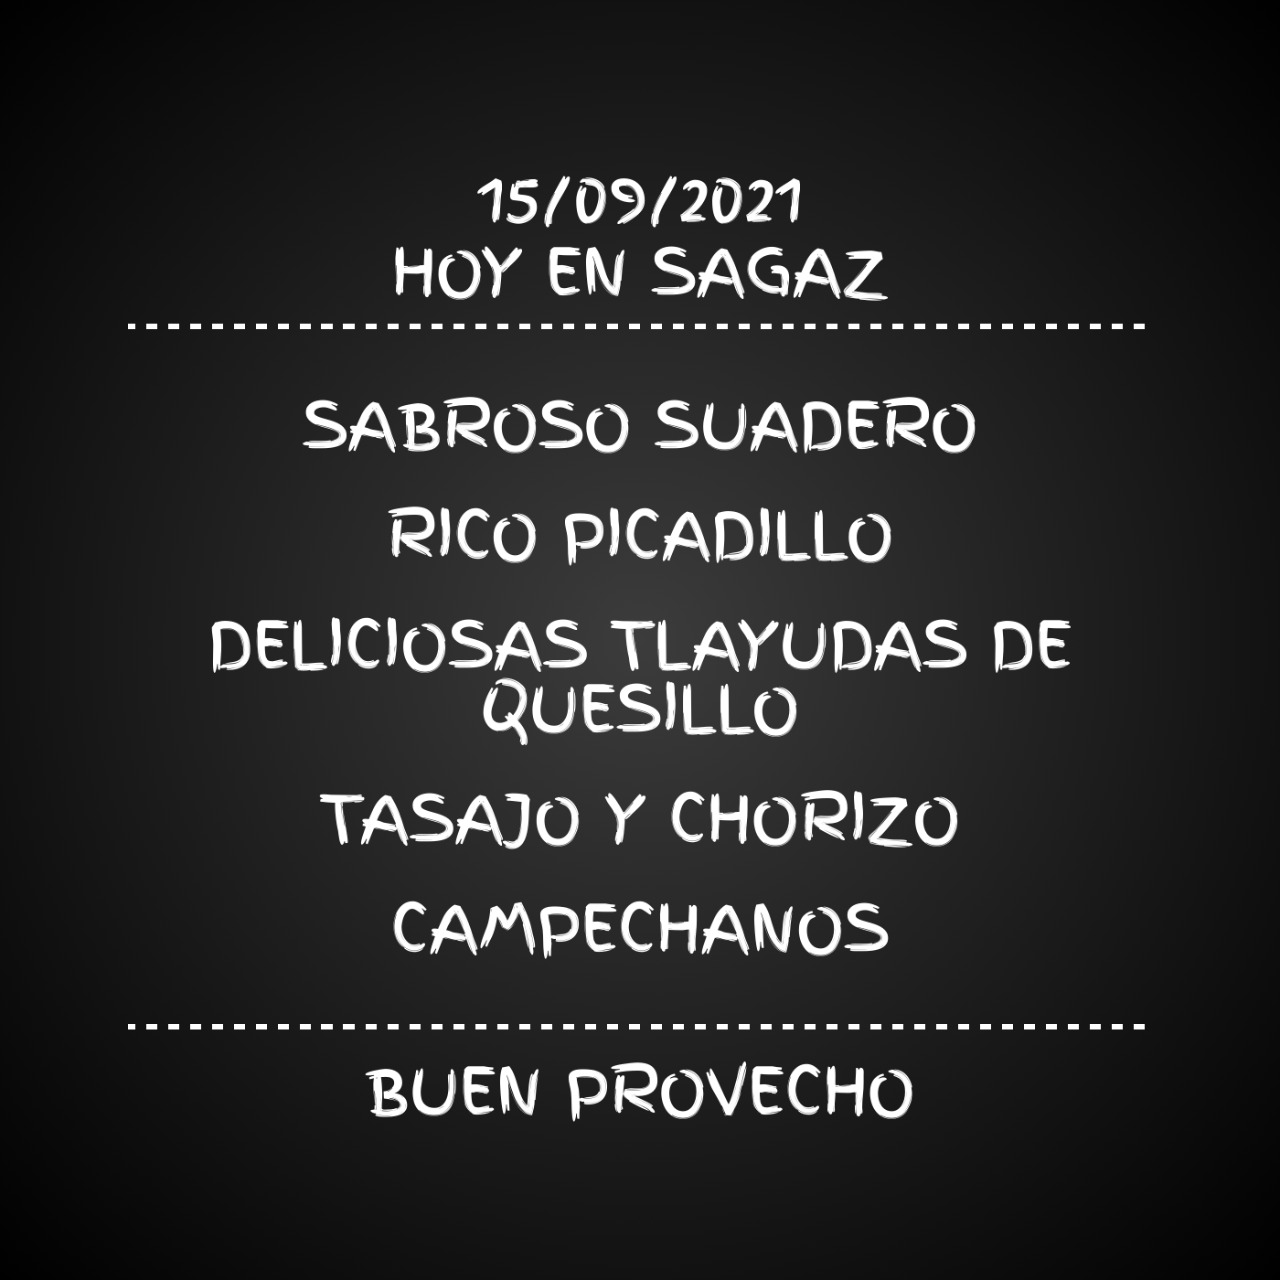 15/09/2021
HOY EN SAGAZ
SABROSO SUADERO
RICO PICADILLO
DELICIOSAS TLAYUDAS DE
QUESILLO
TASAJO Y CHORIZO
CAMPECHANOS
BUEN PROVECHO